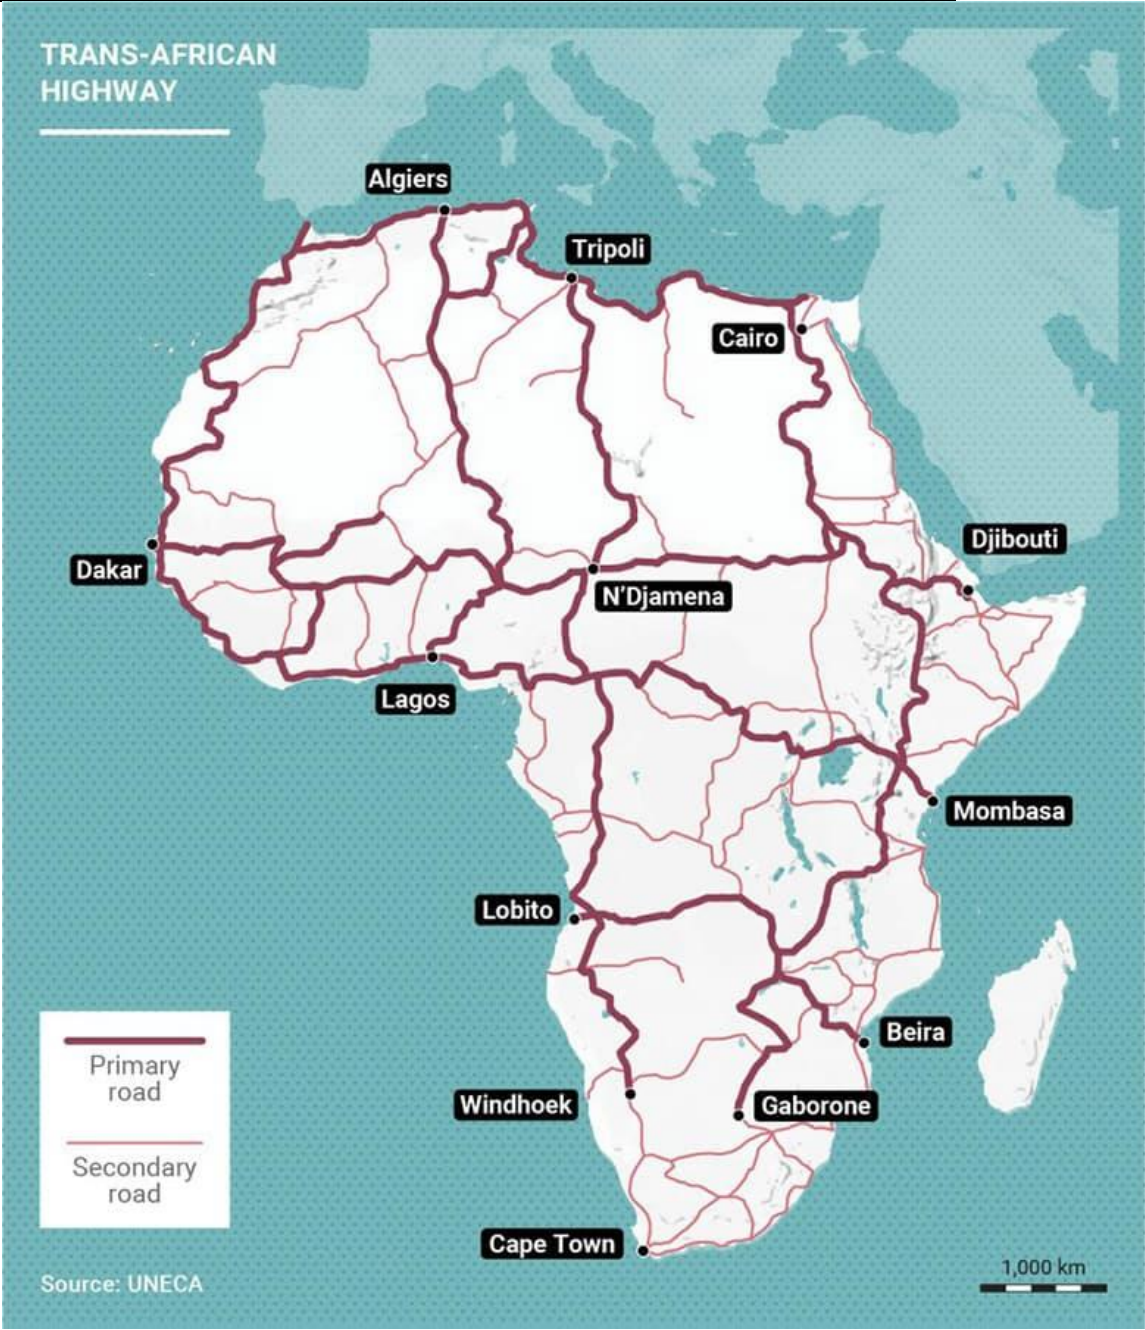 TRANS-AFRICAN
HIGHWAY
Algiers
Tripoli
Cairo
Dakar
Djibouti
N'Djamena
Lagos
Mombasa
Lobito
Beira
Windhoek
Gaborone
Cape Town
Primary
road
Secondary
road
Source: UNECA
1,000 km